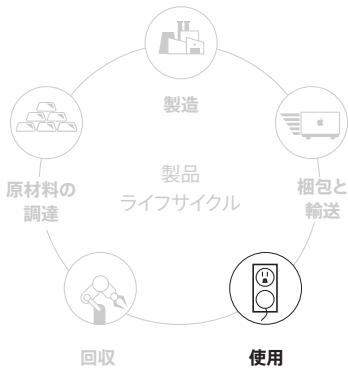 製造
原材料の
調達
製品
ライフサイクル
梱包と
輸送
回収
使用